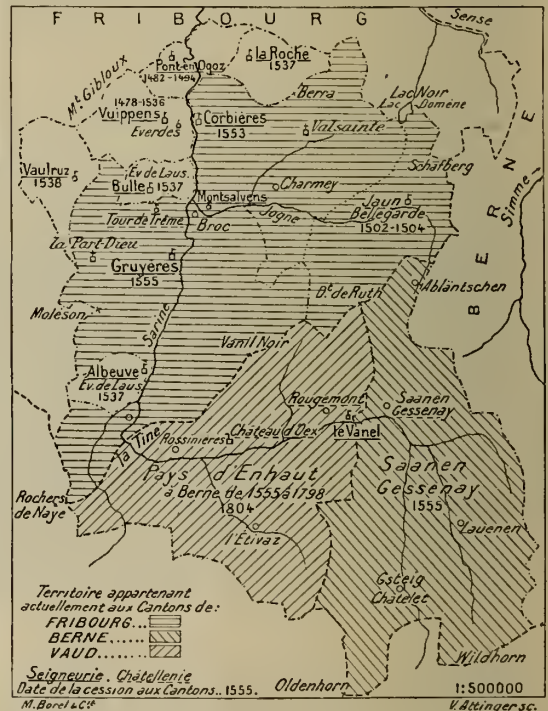 FRIBOURG
Sense
Pont-en-Ogoz
1482-1494
la Roche
1537
Mt. Gibloux
Berra
Lac Noir
Lac Domène
1478-1536
Vuippens
Everdes
Corbières
1553
Valsainte
Schafberg
BERNE
Simme
Vaulruz
1538
Ev. de Laus.
Bulle 1537
Charmey
Montsalvens
Jaun
Bellegarde
1502-1504
Tour de Trême
Broc
Jogne
la Part-Dieu
Gruyères
1555
Dt. de Ruth
Abläntschen
Moléson
Sarine
Vanil Noir
Albeuve
Ev. de Laus.
1537
Rougemont
Saanen
Gessenay
la Tine
Rossinières
Château d'Oex
le Vanel
Pays d'Enhaut
à Berne de 1555 à 1798
1804
Saanen
Gessenay
1555
Rochers
de Naye
l'Etivaz
Lauenen
Gsteig
Châtelet
Wildhorn
Oldenhorn
Territoire appartenant
actuellement aux Cantons de:
FRIBOURG...
BERNE......
VAUD........
Seigneurie. Châtellenie
Date de la cession aux Cantons.. 1555.
1:500000
M. Borel & Cie
V. Attinger sc.